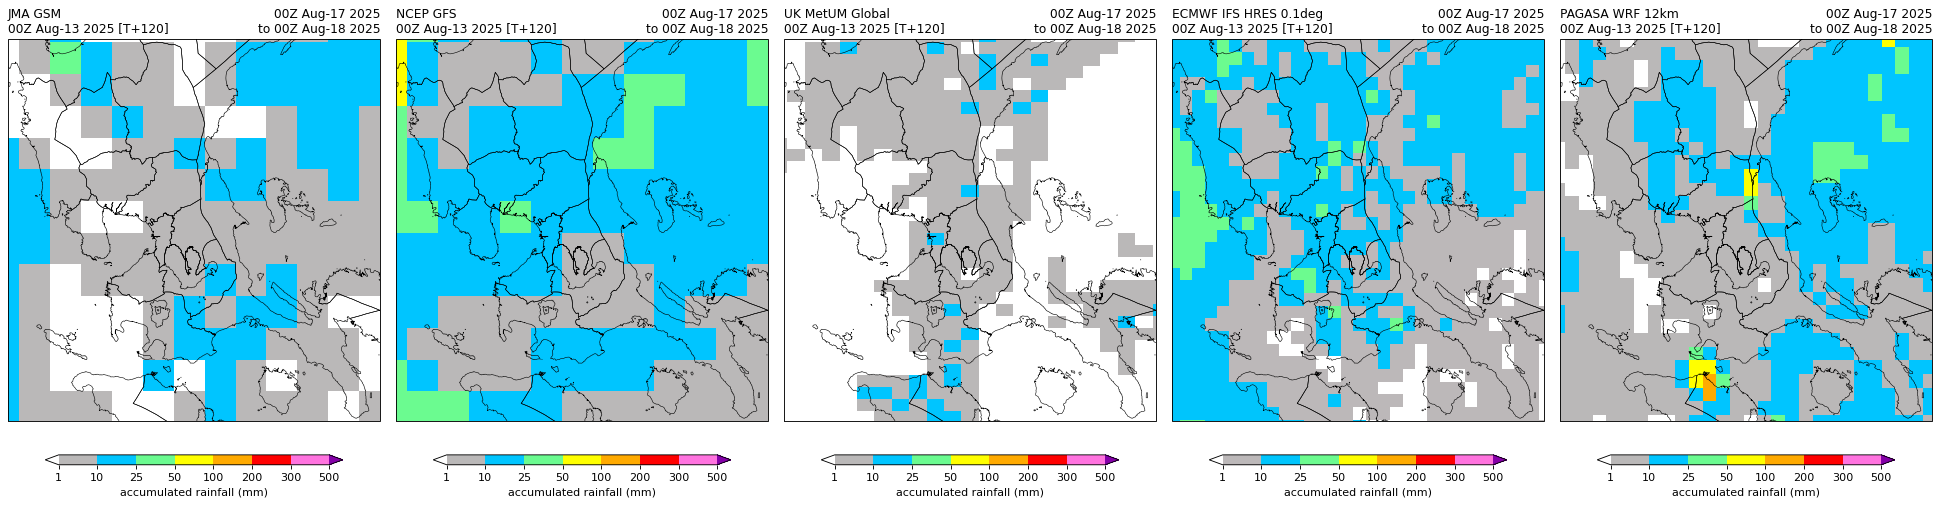 JMA GSM 00Z Aug-17 2025
00Z Aug-13 2025 [T+120] to 00Z Aug-18 2025
1 10 25 50 100 200 300 500
accumulated rainfall (mm)
NCEP GFS 00Z Aug-17 2025
00Z Aug-13 2025 [T+120] to 00Z Aug-18 2025
1 10 25 50 100 200 300 500
accumulated rainfall (mm)
UK MetUM Global 00Z Aug-17 2025
00Z Aug-13 2025 [T+120] to 00Z Aug-18 2025
1 10 25 50 100 200 300 500
accumulated rainfall (mm)
ECMWF IFS HRES 0.1deg 00Z Aug-17 2025
00Z Aug-13 2025 [T+120] to 00Z Aug-18 2025
1 10 25 50 100 200 300 500
accumulated rainfall (mm)
PAGASA WRF 12km 00Z Aug-17 2025
00Z Aug-13 2025 [T+120] to 00Z Aug-18 2025
1 10 25 50 100 200 300 500
accumulated rainfall (mm)